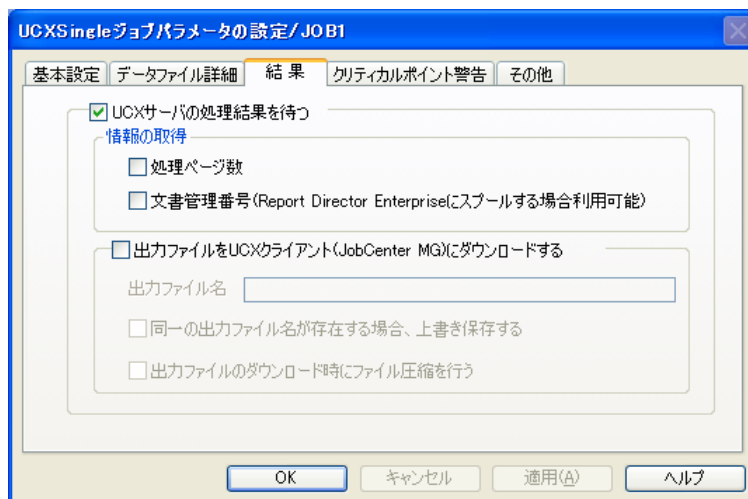 UCXSingleジョブパラメータの設定/JOB1
基本設定 データファイル詳細 結果 クリティカルポイント警告 その他
UCXサーバの処理結果を待つ
情報の取得
処理ページ数
文書管理番号(Report Director Enterpriseにスプールする場合利用可能)
出力ファイルをUCXクライアント(JobCenter MG)にダウンロードする
出力ファイル名
同一の出力ファイル名が存在する場合、上書き保存する
出力ファイルのダウンロード時にファイル圧縮を行う
OK キャンセル 適用(A) ヘルプ